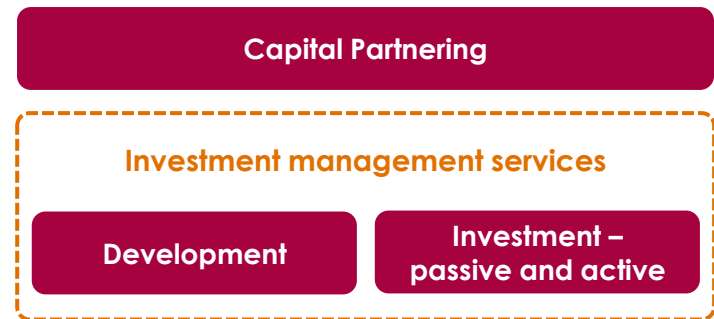 Capital Partnering
Investment management services
Development
Investment –
passive and active